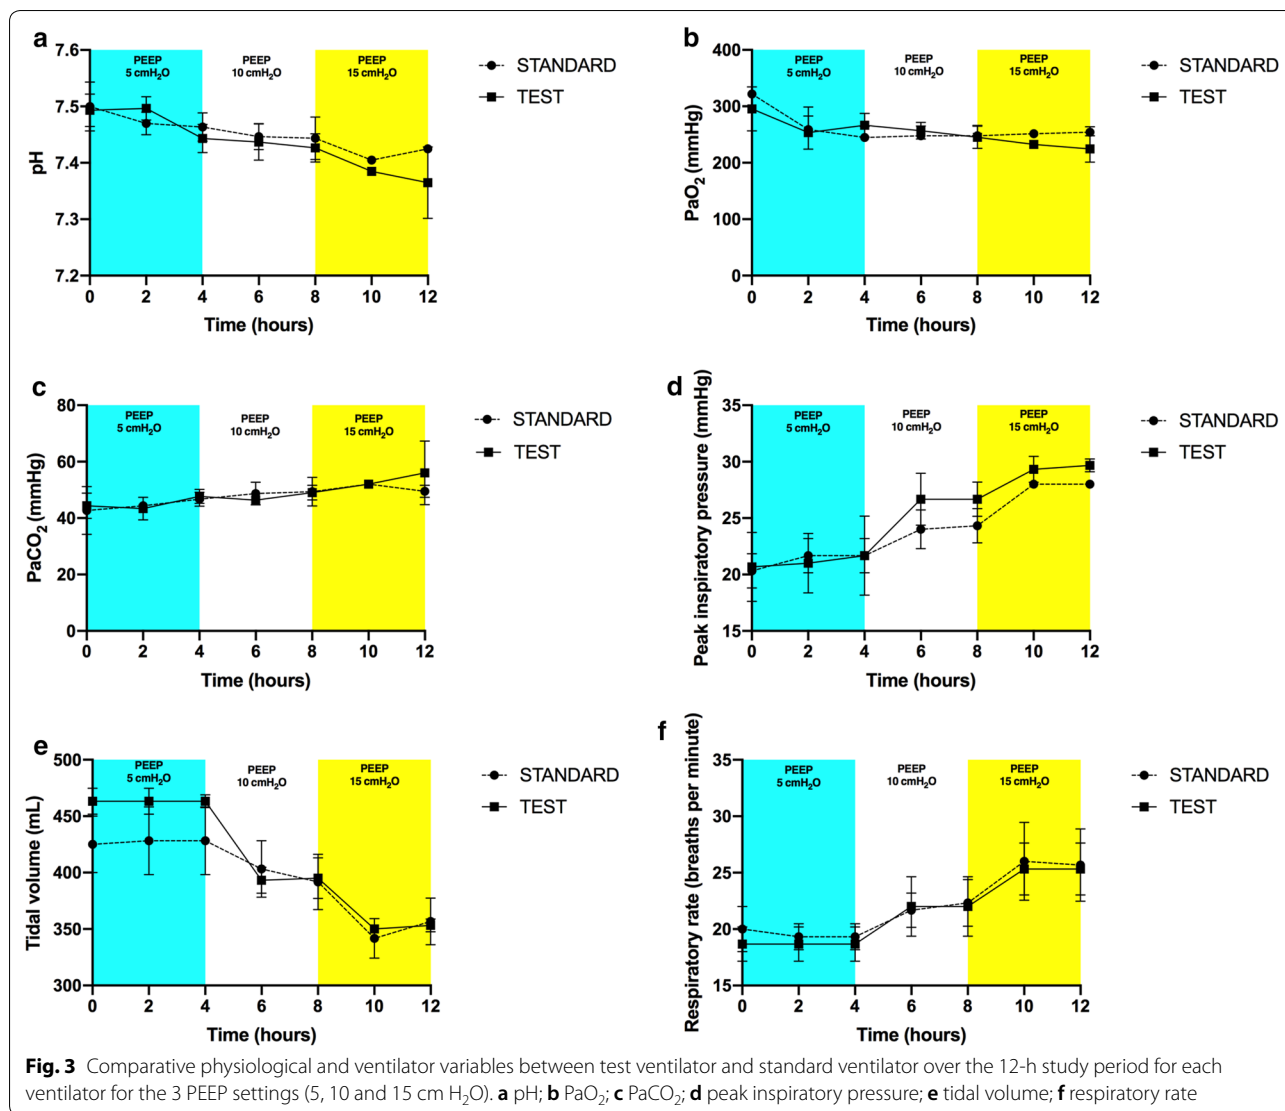 a
7.6
7.5
7.4
7.3
7.2
pH
PEEP
5 cmH₂O
PEEP
10 cmH₂O
PEEP
15 cmH₂O
STANDARD
TEST
0 2 4 6 8 10 12
Time (hours)
b
400
300
200
100
0
PaO₂ (mmHg)
PEEP
5 cmH₂O
PEEP
10 cmH₂O
PEEP
15 cmH₂O
STANDARD
TEST
0 2 4 6 8 10 12
Time (hours)
c
80
60
40
20
0
PaCO₂ (mmHg)
PEEP
5 cmH₂O
PEEP
10 cmH₂O
PEEP
15 cmH₂O
STANDARD
TEST
0 2 4 6 8 10 12
Time (hours)
d
35
30
25
20
15
Peak inspiratory pressure (mmHg)
PEEP
5 cmH₂O
PEEP
10 cmH₂O
PEEP
15 cmH₂O
STANDARD
TEST
0 2 4 6 8 10 12
Time (hours)
e
500
450
400
350
300
Tidal volume (mL)
PEEP
5 cmH₂O
PEEP
10 cmH₂O
PEEP
15 cmH₂O
STANDARD
TEST
0 2 4 6 8 10 12
Time (hours)
f
35
30
25
20
15
Respiratory rate (breaths per minute)
PEEP
5 cmH₂O
PEEP
10 cmH₂O
PEEP
15 cmH₂O
STANDARD
TEST
0 2 4 6 8 10 12
Time (hours)
Fig. 3 Comparative physiological and ventilator variables between test ventilator and standard ventilator over the 12-h study period for each
ventilator for the 3 PEEP settings (5, 10 and 15 cm H₂O). a pH; b PaO₂; c PaCO₂; d peak inspiratory pressure; e tidal volume; f respiratory rate